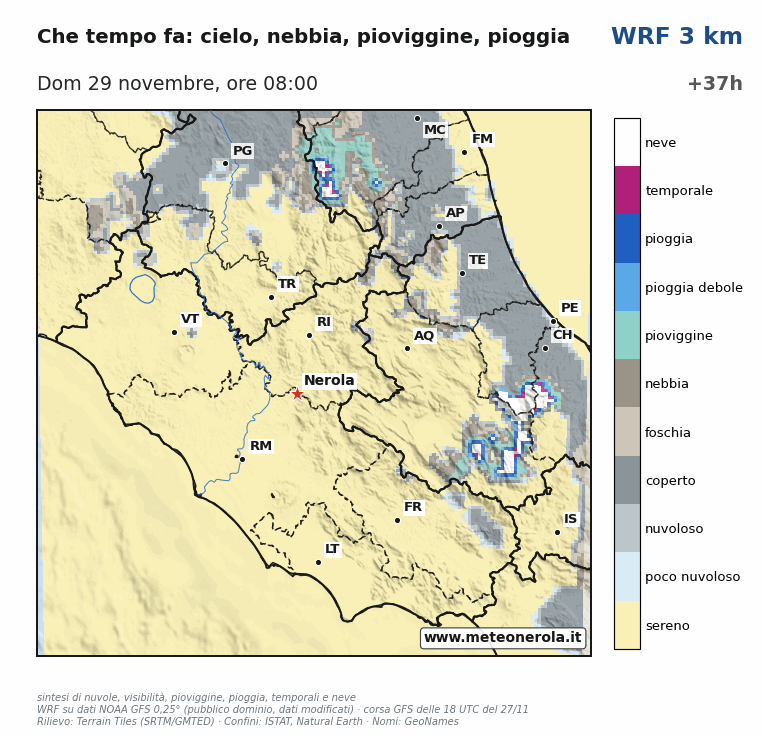 Che tempo fa: cielo, nebbia, pioviggine, pioggia
WRF 3 km
Dom 29 novembre, ore 08:00
+37h
MC
FM
PG
AP
TE
TR
PE
VT
RI
AQ
CH
Nerola
RM
FR
IS
LT
www.meteonerola.it
neve
temporale
pioggia
pioggia debole
pioviggine
nebbia
foschia
coperto
nuvoloso
poco nuvoloso
sereno
sintesi di nuvole, visibilità, pioviggine, pioggia, temporali e neve
WRF su dati NOAA GFS 0,25° (pubblico dominio, dati modificati) · corsa GFS delle 18 UTC del 27/11
Rilievo: Terrain Tiles (SRTM/GMTED) · Confini: ISTAT, Natural Earth · Nomi: GeoNames